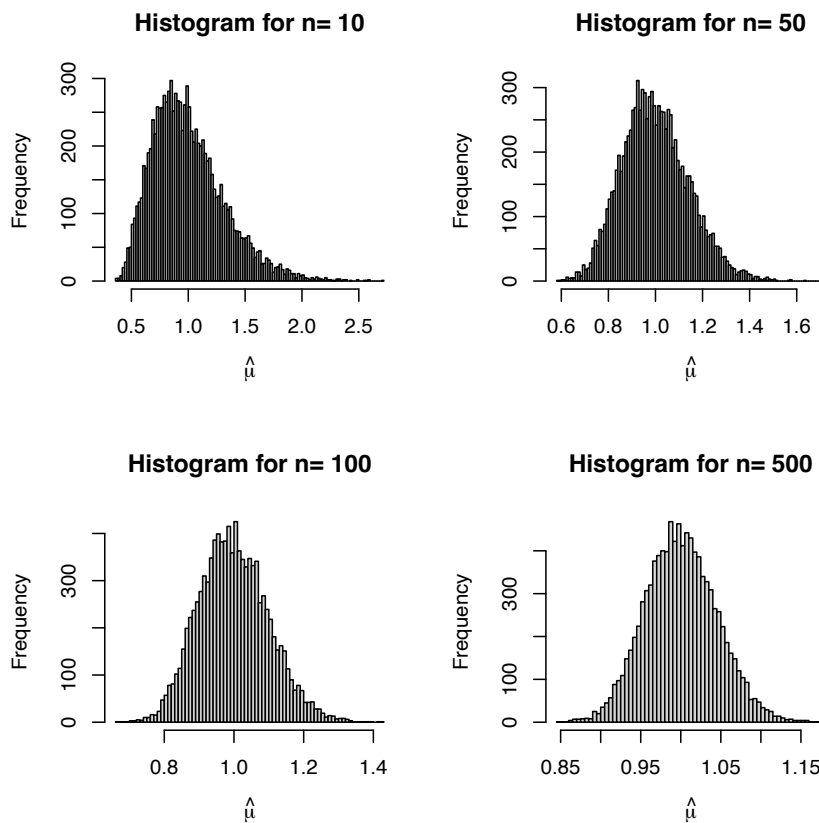 Histogram for n= 10
Frequency
0
100
200
300
0.5 1.0 1.5 2.0 2.5
μ̂
Histogram for n= 50
Frequency
0
100
200
300
0.6 0.8 1.0 1.2 1.4 1.6
μ̂
Histogram for n= 100
Frequency
0
100
300
0.8 1.0 1.2 1.4
μ̂
Histogram for n= 500
Frequency
0
100
300
0.85 0.95 1.05 1.15
μ̂